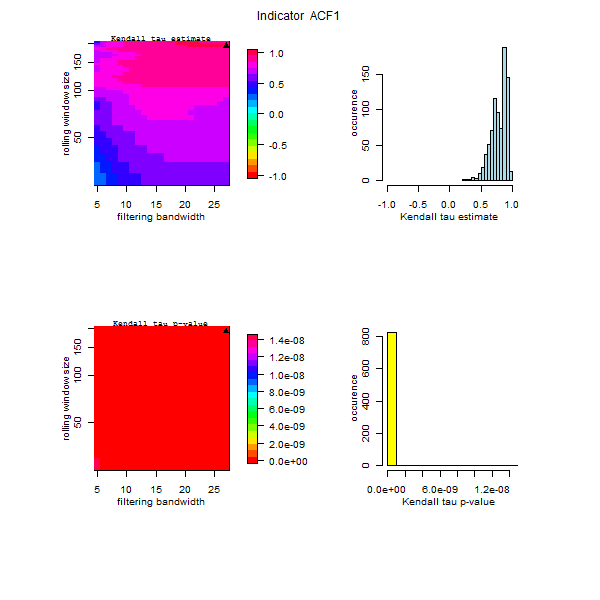 Indicator ACF1
Kendall tau estimate
rolling window size
50
100
150
5
10
15
20
25
filtering bandwidth
1.0
0.5
0.0
-0.5
-1.0
occurence
0
50
100
150
-1.0
-0.5
0.0
0.5
1.0
Kendall tau estimate
Kendall tau p-value
rolling window size
50
100
150
5
10
15
20
25
filtering bandwidth
1.4e-08
1.2e-08
1.0e-08
8.0e-09
6.0e-09
4.0e-09
2.0e-09
0.0e+00
occurence
0
200
400
600
800
0.0e+00
6.0e-09
1.2e-08
Kendall tau p-value